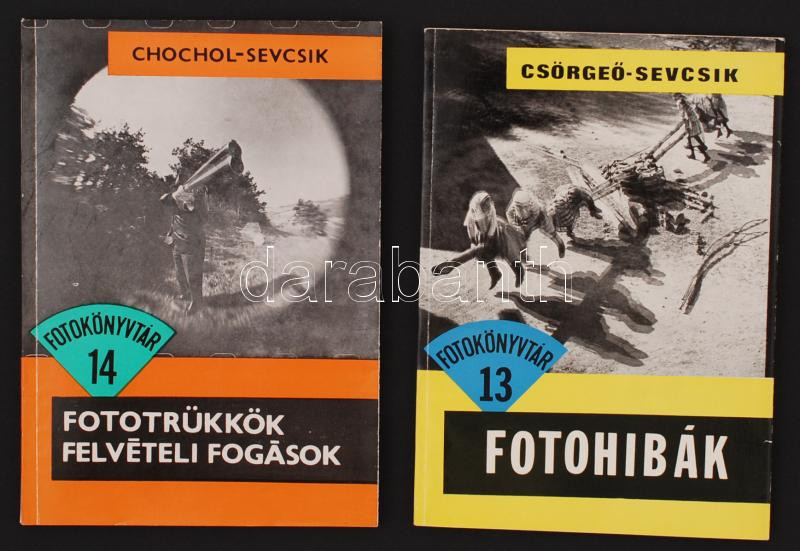 CHOCHOL-SEVCSIK
FOTOKÖNYVTÁR
14
FOTOTRÜKKÖK
FELVÉTELI FOGÁSOK
CSÖRGEŐ-SEVCSIK
FOTOKÖNYVTÁR
13
FOTOHIBÁK
darabanth